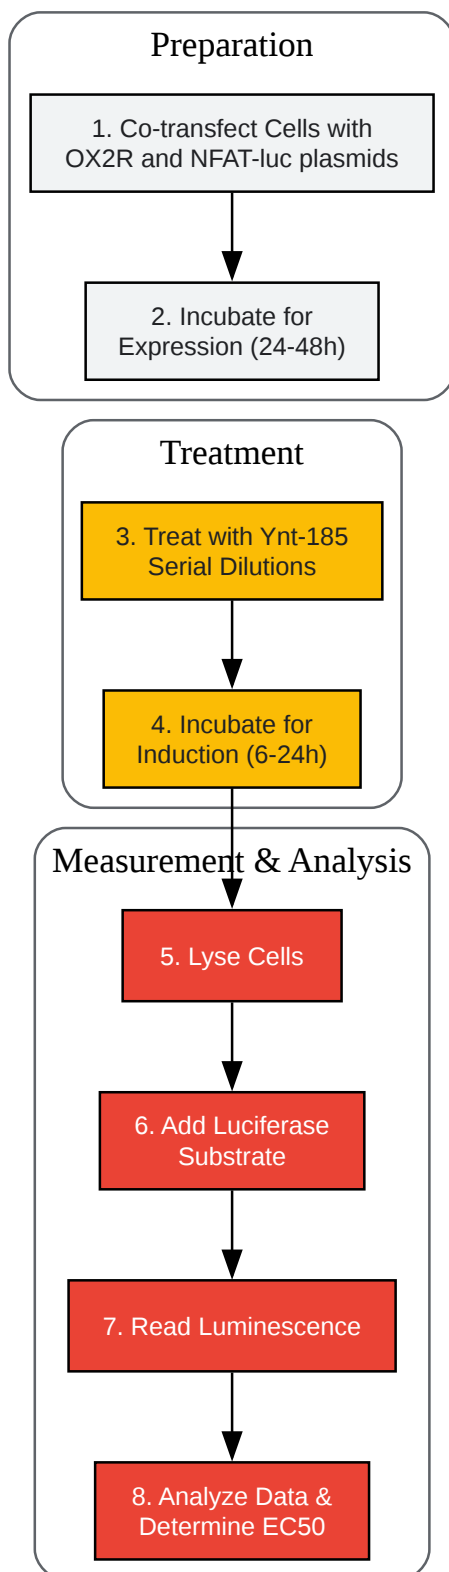 Preparation
1. Co-transfect Cells with
OX2R and NFAT-luc plasmids
2. Incubate for
Expression (24-48h)
Treatment
3. Treat with Ynt-185
Serial Dilutions
4. Incubate for
Induction (6-24h)
Measurement & Analysis
5. Lyse Cells
6. Add Luciferase
Substrate
7. Read Luminescence
8. Analyze Data &
Determine EC50